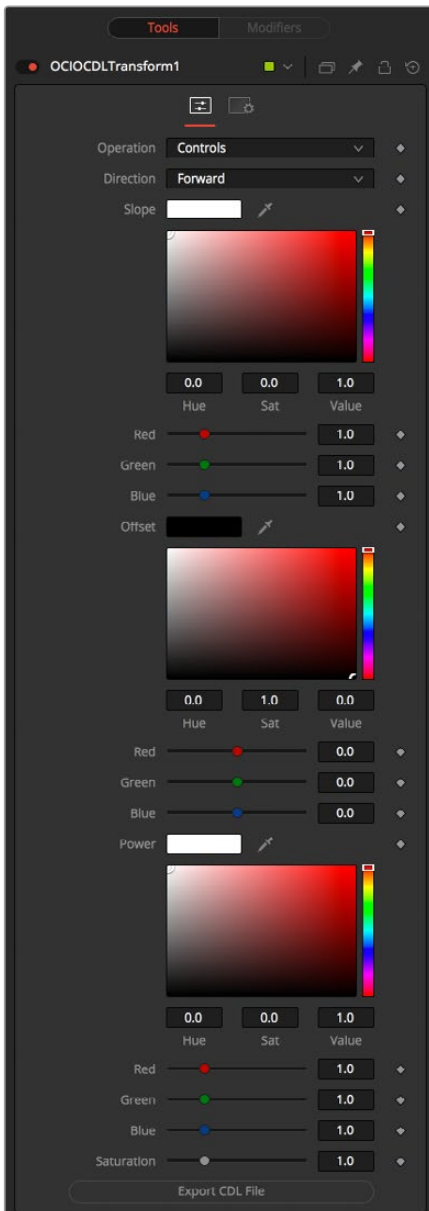 Tools Modifiers
OCIOCDLTransform1
Operation Controls
Direction Forward
Slope
0.0 0.0 1.0
Hue Sat Value
Red 1.0
Green 1.0
Blue 1.0
Offset
0.0 1.0 0.0
Hue Sat Value
Red 0.0
Green 0.0
Blue 0.0
Power
0.0 0.0 1.0
Hue Sat Value
Red 1.0
Green 1.0
Blue 1.0
Saturation 1.0
Export CDL File